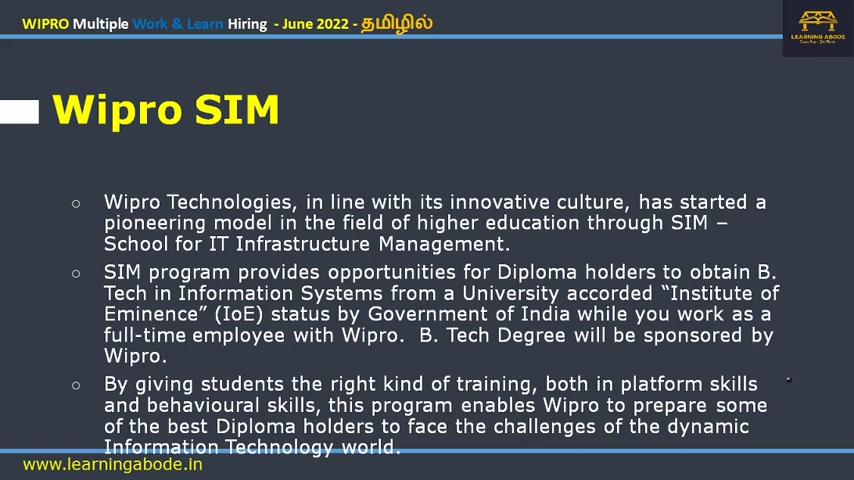 WIPRO Multiple Work & Learn Hiring - June 2022 - தமிழில்
LEARNING ABODE
Wipro SIM
○ Wipro Technologies, in line with its innovative culture, has started a
pioneering model in the field of higher education through SIM –
School for IT Infrastructure Management.
○ SIM program provides opportunities for Diploma holders to obtain B.
Tech in Information Systems from a University accorded “Institute of
Eminence” (IoE) status by Government of India while you work as a
full-time employee with Wipro.  B. Tech Degree will be sponsored by
Wipro.
○ By giving students the right kind of training, both in platform skills
and behavioural skills, this program enables Wipro to prepare some
of the best Diploma holders to face the challenges of the dynamic
Information Technology world.
www.learningabode.in